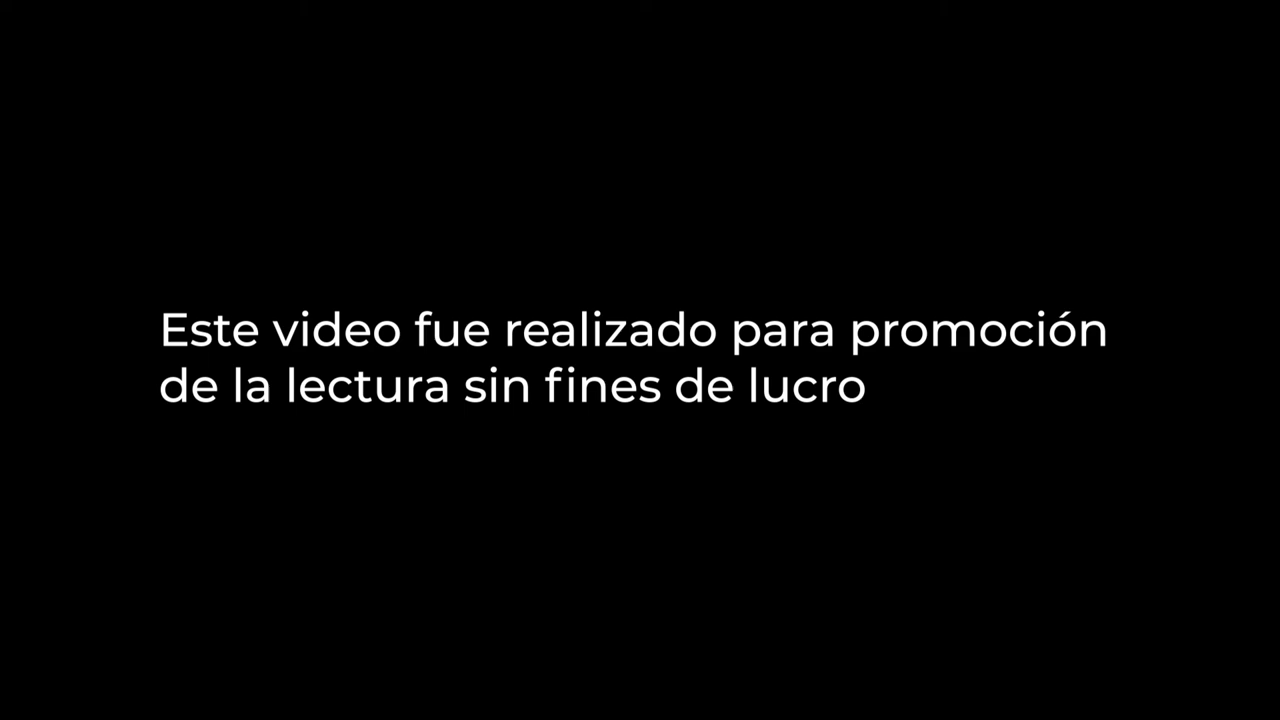 Este video fue realizado para promoción
de la lectura sin fines de lucro